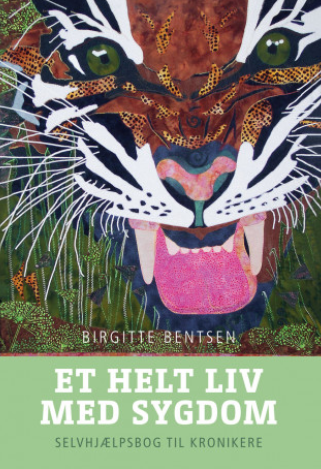 BIRGITTE BENTSEN
ET HELT LIV
MED SYGDOM
SELVHJÆLPSBOG TIL KRONIKERE